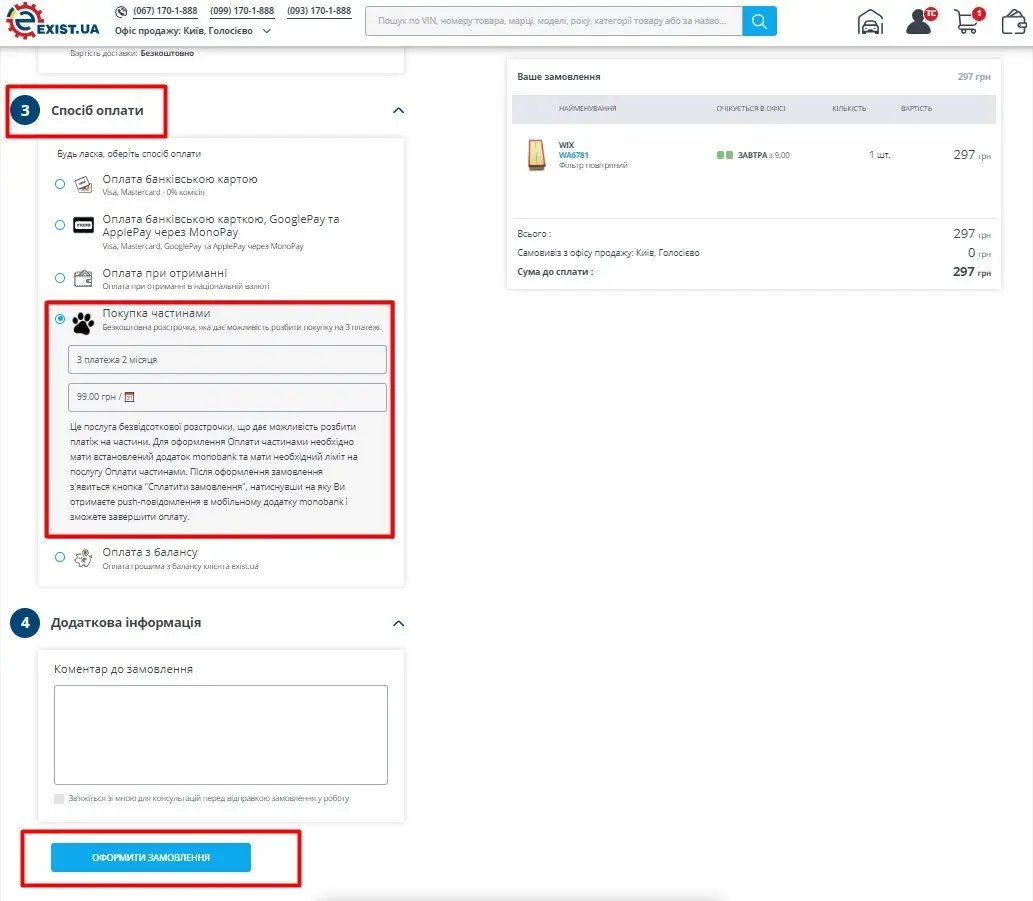 EXIST.UA
(067) 170-1-888 (099) 170-1-888 (093) 170-1-888
Офіс продажу: Київ, Голосієво
Пошук по VIN, номеру товара, марці, моделі, року, категорії товару або за назво...
TC
1
Вартість доставки: Безкоштовно
3 Спосіб оплати
Будь ласка, оберіть спосіб оплати
Оплата банківською картою
Visa, Mastercard - 0% комісія
Оплата банківською карткою, GooglePay та
ApplePay через MonoPay
Visa, Mastercard, GooglePay та ApplePay через MonoPay
Оплата при отриманні
Оплата при отриманні в національній валюті
Покупка частинами
Безкоштовна розстрочка, яка дає можливість розбити покупку на 3 платежі.
3 платежа 2 місяця
99.00 грн /
Це послуга безвідсоткової розстрочки, що дає можливість розбити
платіж на частини. Для оформлення Оплати частинами необхідно
мати встановлений додаток monobank та мати необхідний ліміт на
послугу Оплати частинами. Після оформлення замовлення
з'явиться кнопка "Сплатити замовлення", натиснувши на яку Ви
отримаєте push-повідомлення в мобільному додатку monobank і
зможете завершити оплату.
Оплата з балансу
Оплата грошима з балансу клієнта exist.ua
4 Додаткова інформація
Коментар до замовлення
Зв'яжіться зі мною для консультацій перед відправкою замовлення у роботу
ОФОРМИТИ ЗАМОВЛЕННЯ
Ваше замовлення 297 грн
НАЙМЕНУВАННЯ ОЧІКУЄТЬСЯ В ОФІСІ КІЛЬКІСТЬ ВАРТІСТЬ
WIX
WA6781
Фільтр повітряний
ЗАВТРА з 9:00 1 шт. 297 грн
Всього : 297 грн
Самовивіз з офісу продажу: Київ, Голосієво 0 грн
Сума до сплати : 297 грн